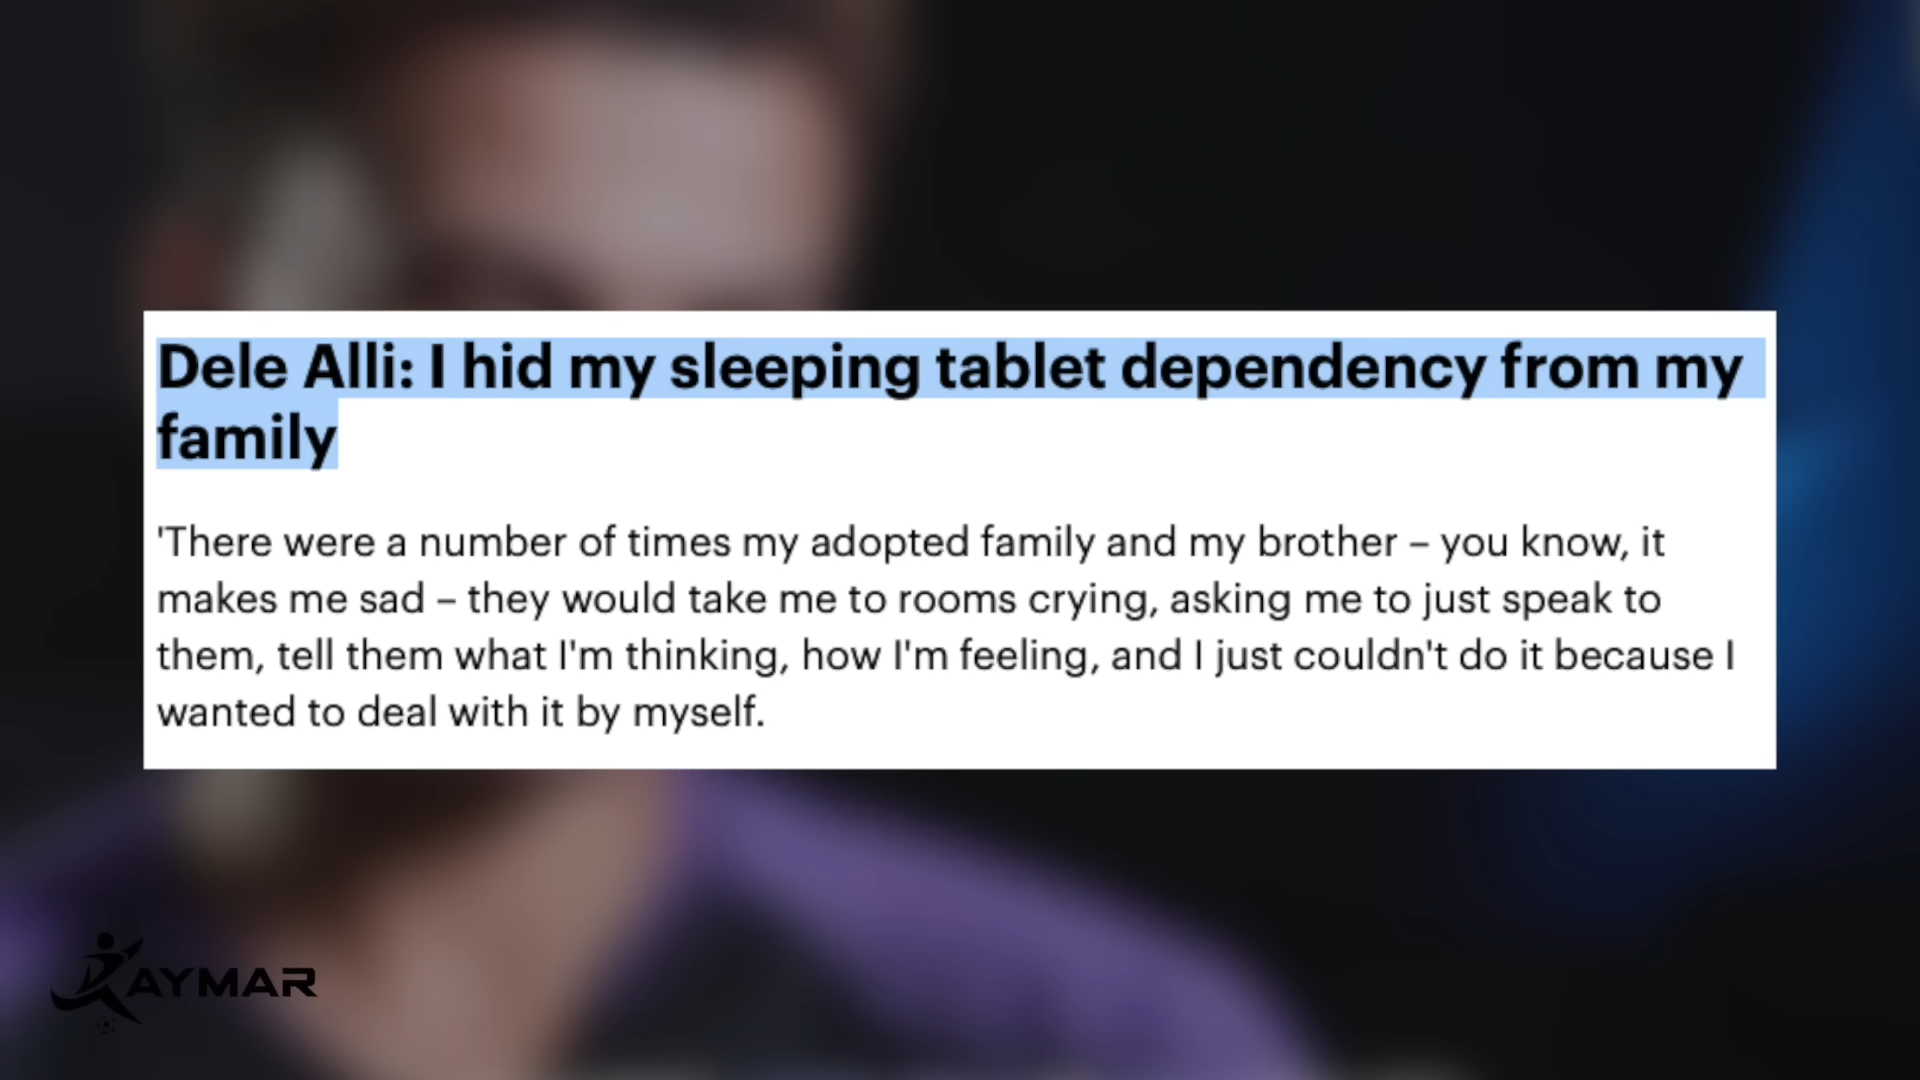 Dele Alli: I hid my sleeping tablet dependency from my
family
'There were a number of times my adopted family and my brother – you know, it
makes me sad – they would take me to rooms crying, asking me to just speak to
them, tell them what I'm thinking, how I'm feeling, and I just couldn't do it because I
wanted to deal with it by myself.
KAYMAR